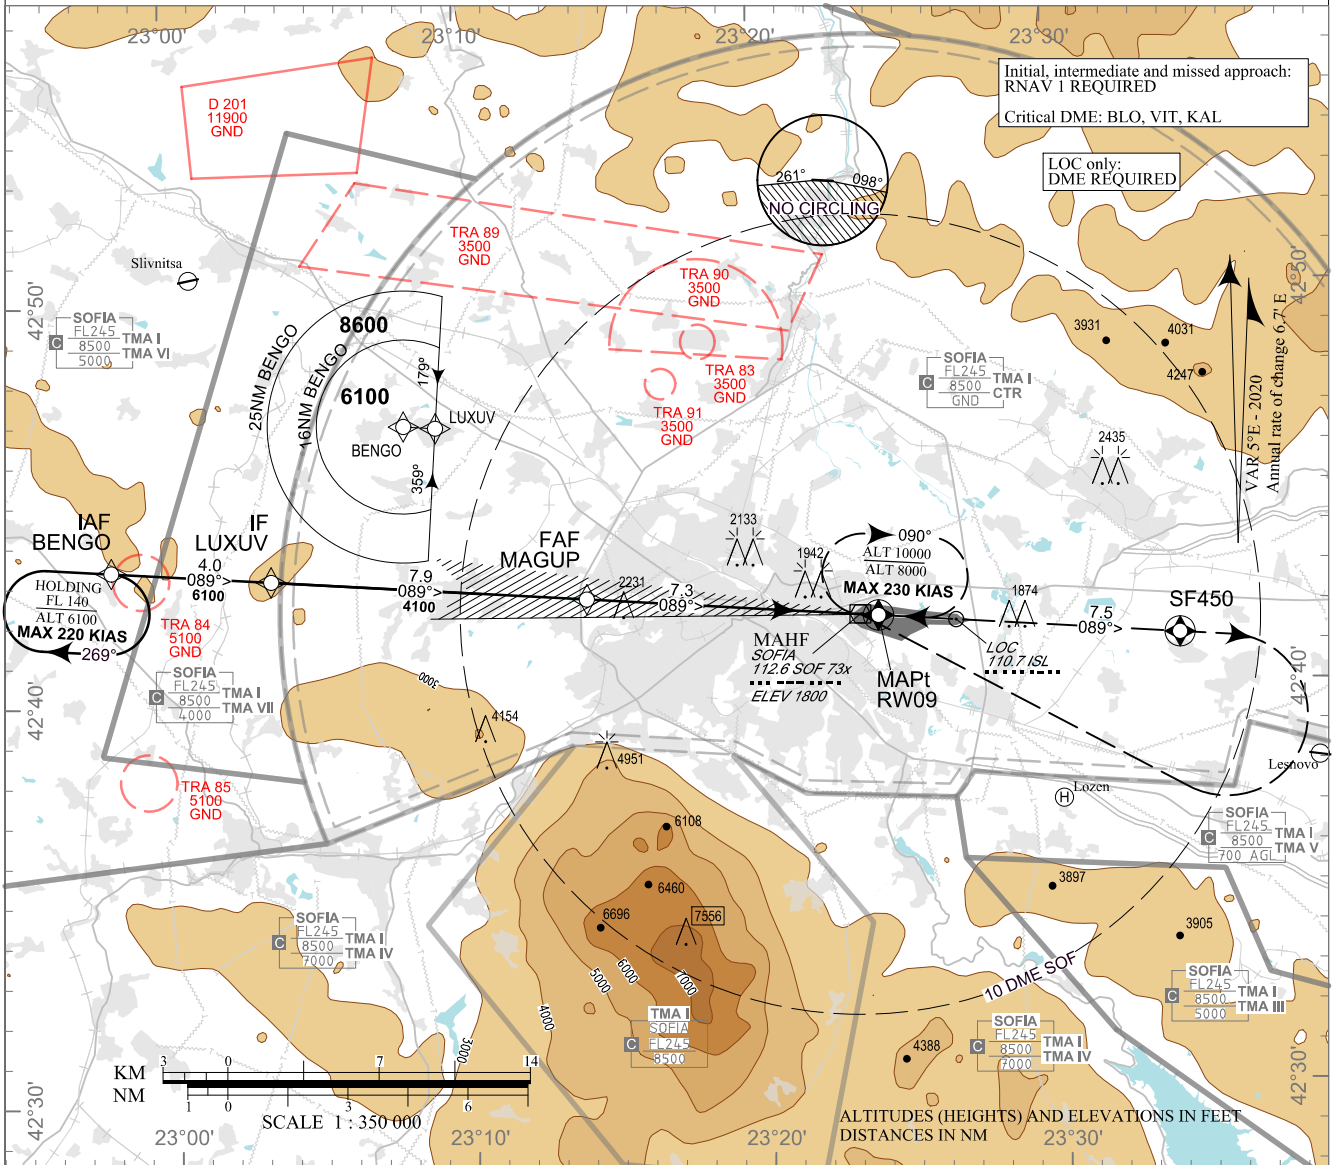 23°00'
23°10'
23°20'
23°30'
Initial, intermediate and missed approach:
RNAV 1 REQUIRED
Critical DME: BLO, VIT, KAL
LOC only:
DME REQUIRED
D 201
11900
GND
261°
098°
NO CIRCLING
TRA 89
3500
GND
TRA 90
3500
GND
TRA 83
3500
GND
TRA 91
3500
GND
Slivnitsa
42°50'
42°50'
SOFIA
FL245
C 8500 TMA I
5000 TMA VI
8600
25NM BENGO
16NM BENGO
6100
179°
LUXUV
BENGO
359°
3931
4031
4247
SOFIA
FL245
C 8500 TMA I
GND CTR
VAR 5°E - 2020
Annual rate of change 6.7' E
2435
2133
1942
2231
1874
IAF
BENGO
IF
LUXUV
4.0
089°>
6100
FAF
MAGUP
7.9
089°>
4100
7.3
089°>
090°
ALT 10000
ALT 8000
MAX 230 KIAS
HOLDING
FL 140
ALT 6100
MAX 220 KIAS
269°
TRA 84
5100
GND
SF450
7.5
089°>
MAHF
SOFIA
112.6 SOF 73x
ELEV 1800
MAPt
RW09
LOC
110.7 ISL
SOFIA
FL245
C 8500 TMA I
4000 TMA VII
3000
42°40'
42°40'
4154
4951
TRA 85
5100
GND
Lesnovo
H Lozen
SOFIA
FL245
C 8500 TMA I
700 AGL TMA V
6108
6460
6696
7556
3897
3905
SOFIA
FL245
C 8500 TMA I
7000 TMA IV
5000
6000
7000
4000
3000
10 DME SOF
SOFIA
FL245
C 8500 TMA I
5000 TMA III
TMA I
SOFIA
C FL245
8500
4388
SOFIA
FL245
C 8500 TMA I
7000 TMA IV
KM 3 0 7 14
NM 1 0 3 6
SCALE 1 : 350 000
42°30'
42°30'
ALTITUDES (HEIGHTS) AND ELEVATIONS IN FEET
DISTANCES IN NM
23°00'
23°10'
23°20'
23°30'